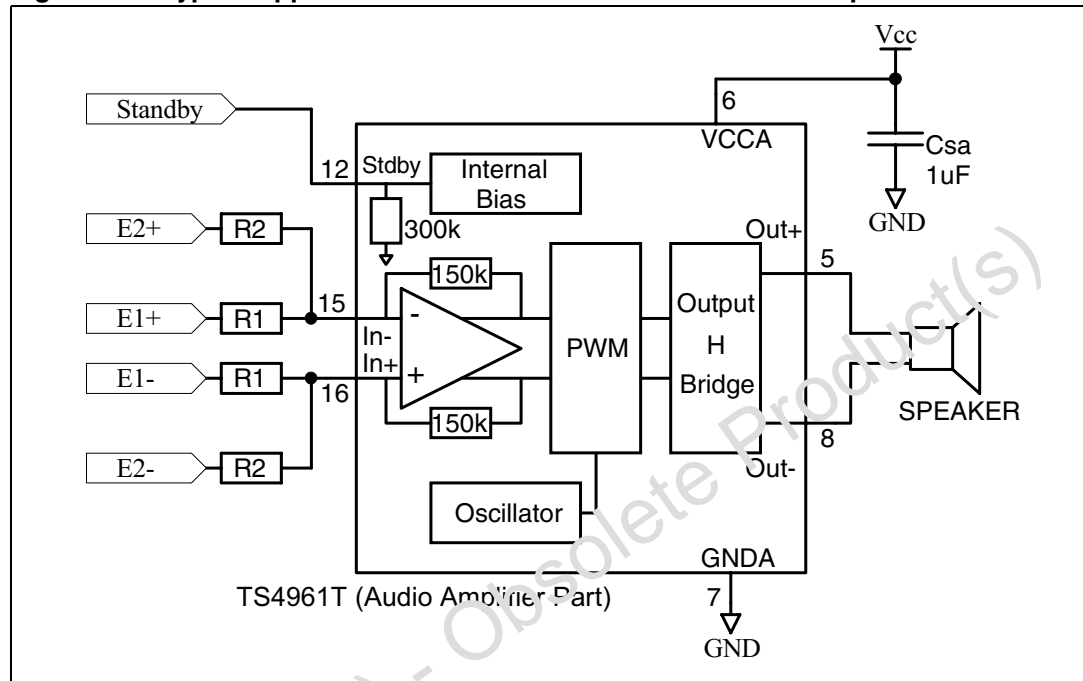 Vcc
6
Standby
VCCA
Csa
1uF
12
Stdby
Internal
Bias
GND
E2+
R2
300k
Out+
5
150k
E1+
R1
15
-
In-
Output
H
Bridge
PWM
In+
E1-
R1
16
+
SPEAKER
150k
8
E2-
R2
Out-
Oscillator
GNDA
TS4961T (Audio Amplifier Part)
7
GND
- Obsolete Product(s)